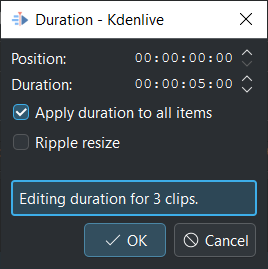 Duration - Kdenlive
Position: 00:00:00:00
Duration: 00:00:05:00
Apply duration to all items
Ripple resize
Editing duration for 3 clips.
OK Cancel